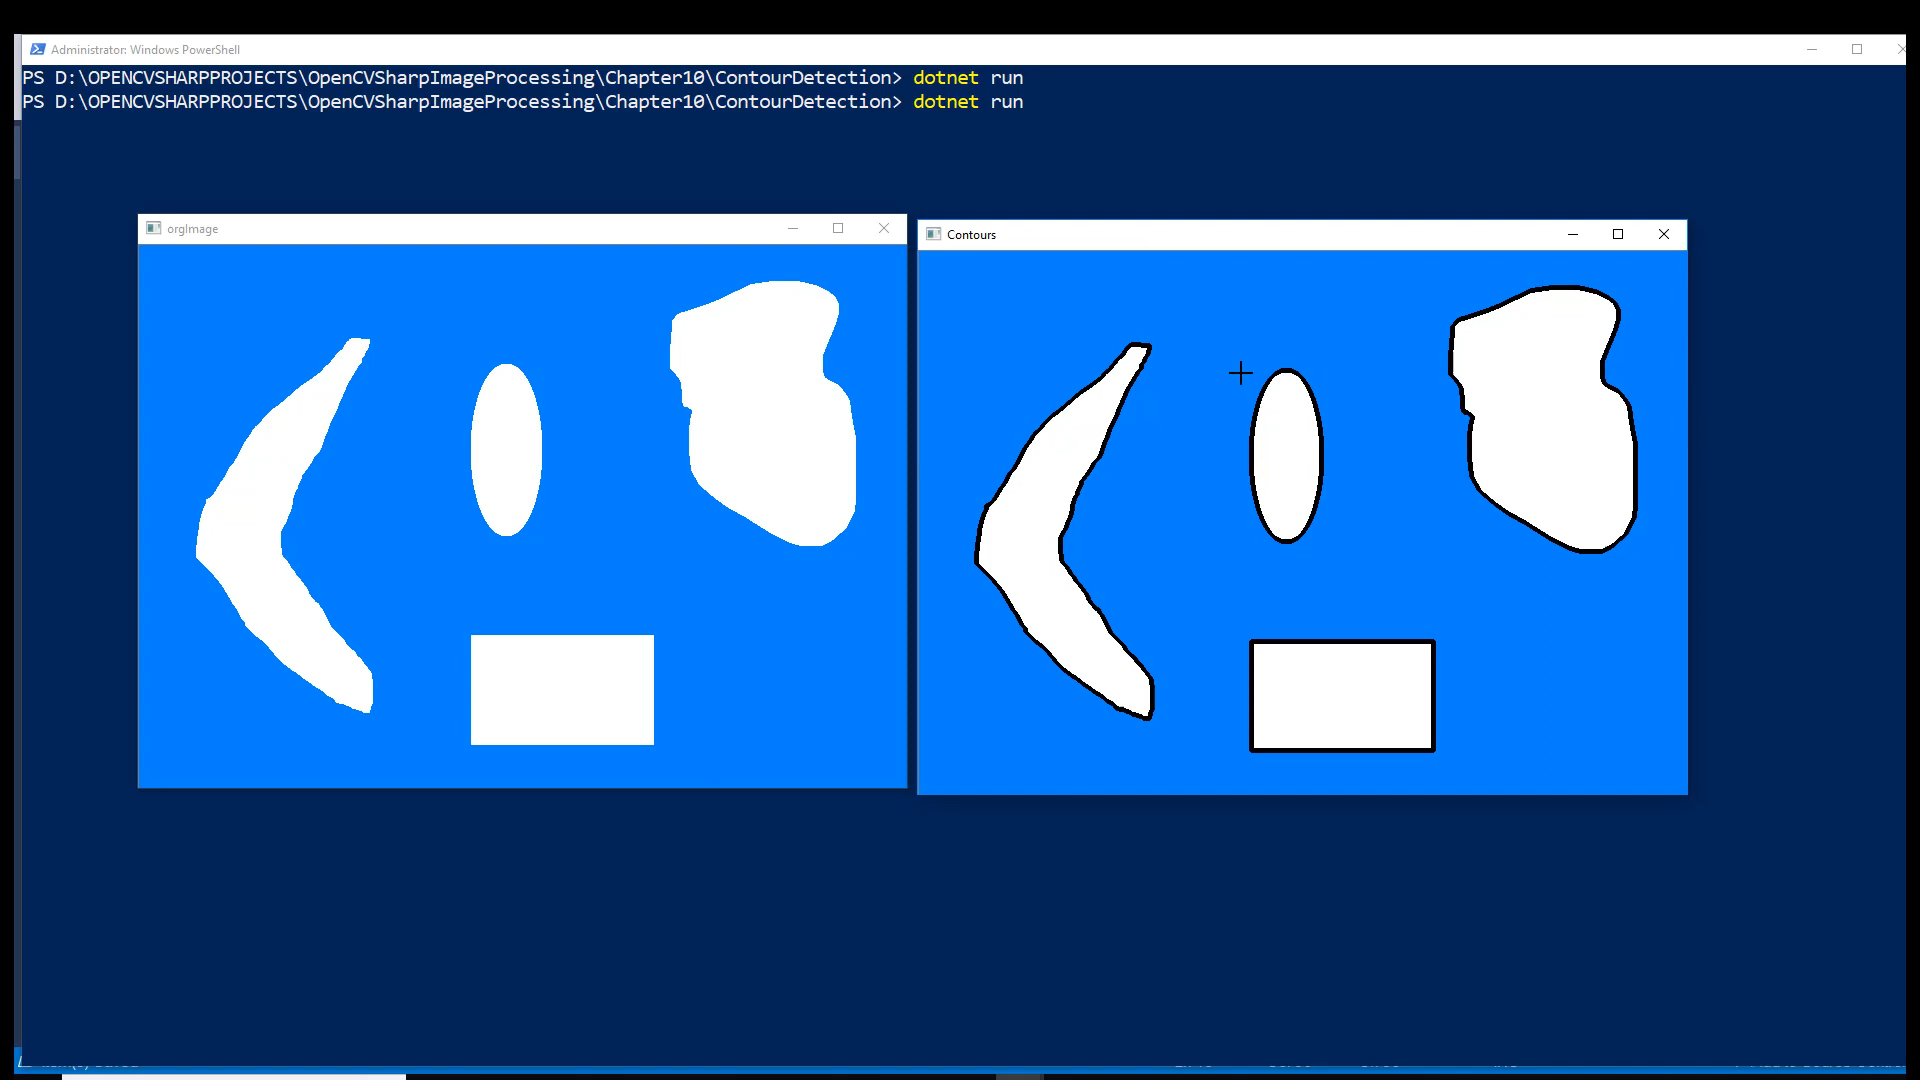 Administrator: Windows PowerShell
PS D:\OPENCVSHARPPROJECTS\OpenCVSharpImageProcessing\Chapter10\ContourDetection> dotnet run
PS D:\OPENCVSHARPPROJECTS\OpenCVSharpImageProcessing\Chapter10\ContourDetection> dotnet run
orgImage
Contours